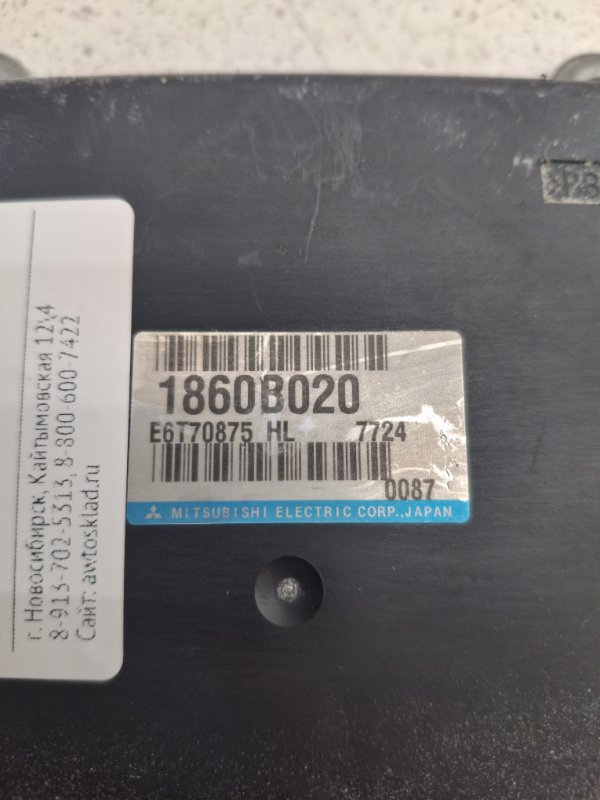 1860B020
E6T70875 HL 7724
0087
MITSUBISHI ELECTRIC CORP., JAPAN
г. Новосибирск, Кайтымовская 12\4
8-913-702-5313, 8-800-600-7422
Сайт: awtosklad.ru